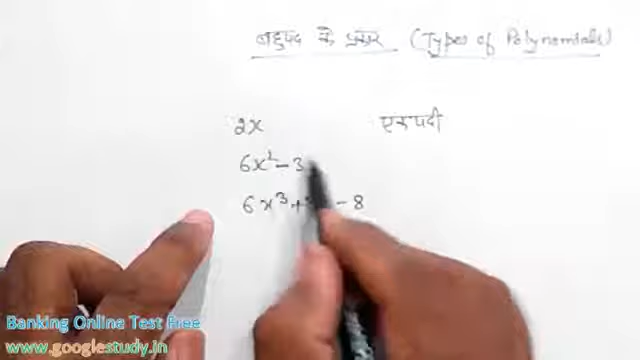 बहुपद के प्रकार (Types of Polynomials)
2x एकपदी
6x² - 3
6x³ + - 8
Banking Online Test Free
www.googlestudy.in